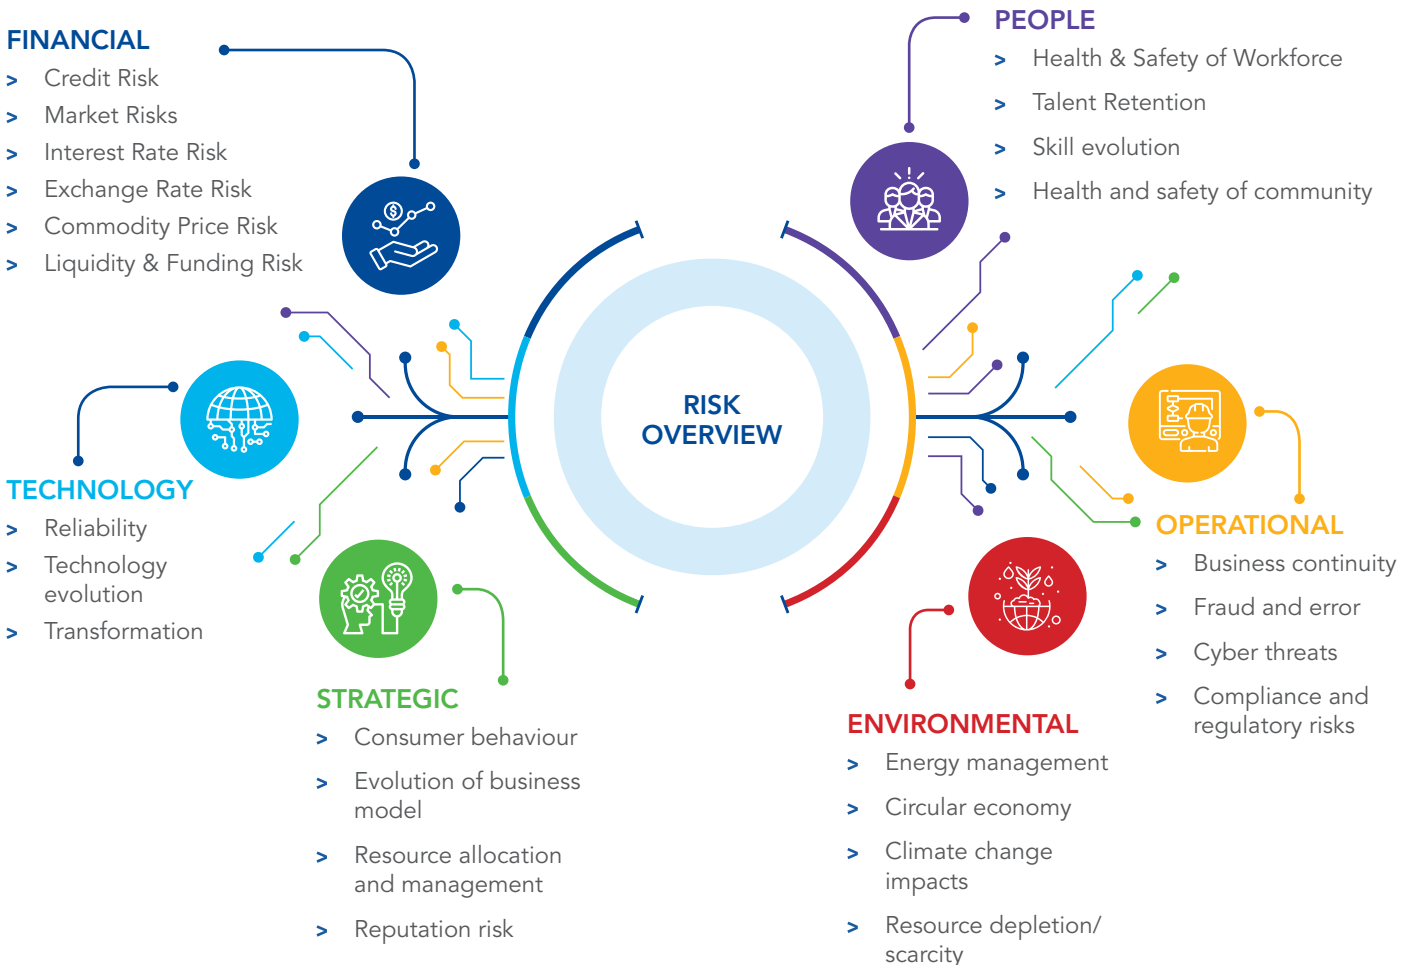 FINANCIAL
> Credit Risk
> Market Risks
> Interest Rate Risk
> Exchange Rate Risk
> Commodity Price Risk
> Liquidity & Funding Risk
PEOPLE
> Health & Safety of Workforce
> Talent Retention
> Skill evolution
> Health and safety of community
RISK
OVERVIEW
TECHNOLOGY
> Reliability
> Technology
evolution
> Transformation
OPERATIONAL
> Business continuity
> Fraud and error
> Cyber threats
> Compliance and
regulatory risks
STRATEGIC
> Consumer behaviour
> Evolution of business
model
> Resource allocation
and management
> Reputation risk
ENVIRONMENTAL
> Energy management
> Circular economy
> Climate change
impacts
> Resource depletion/
scarcity